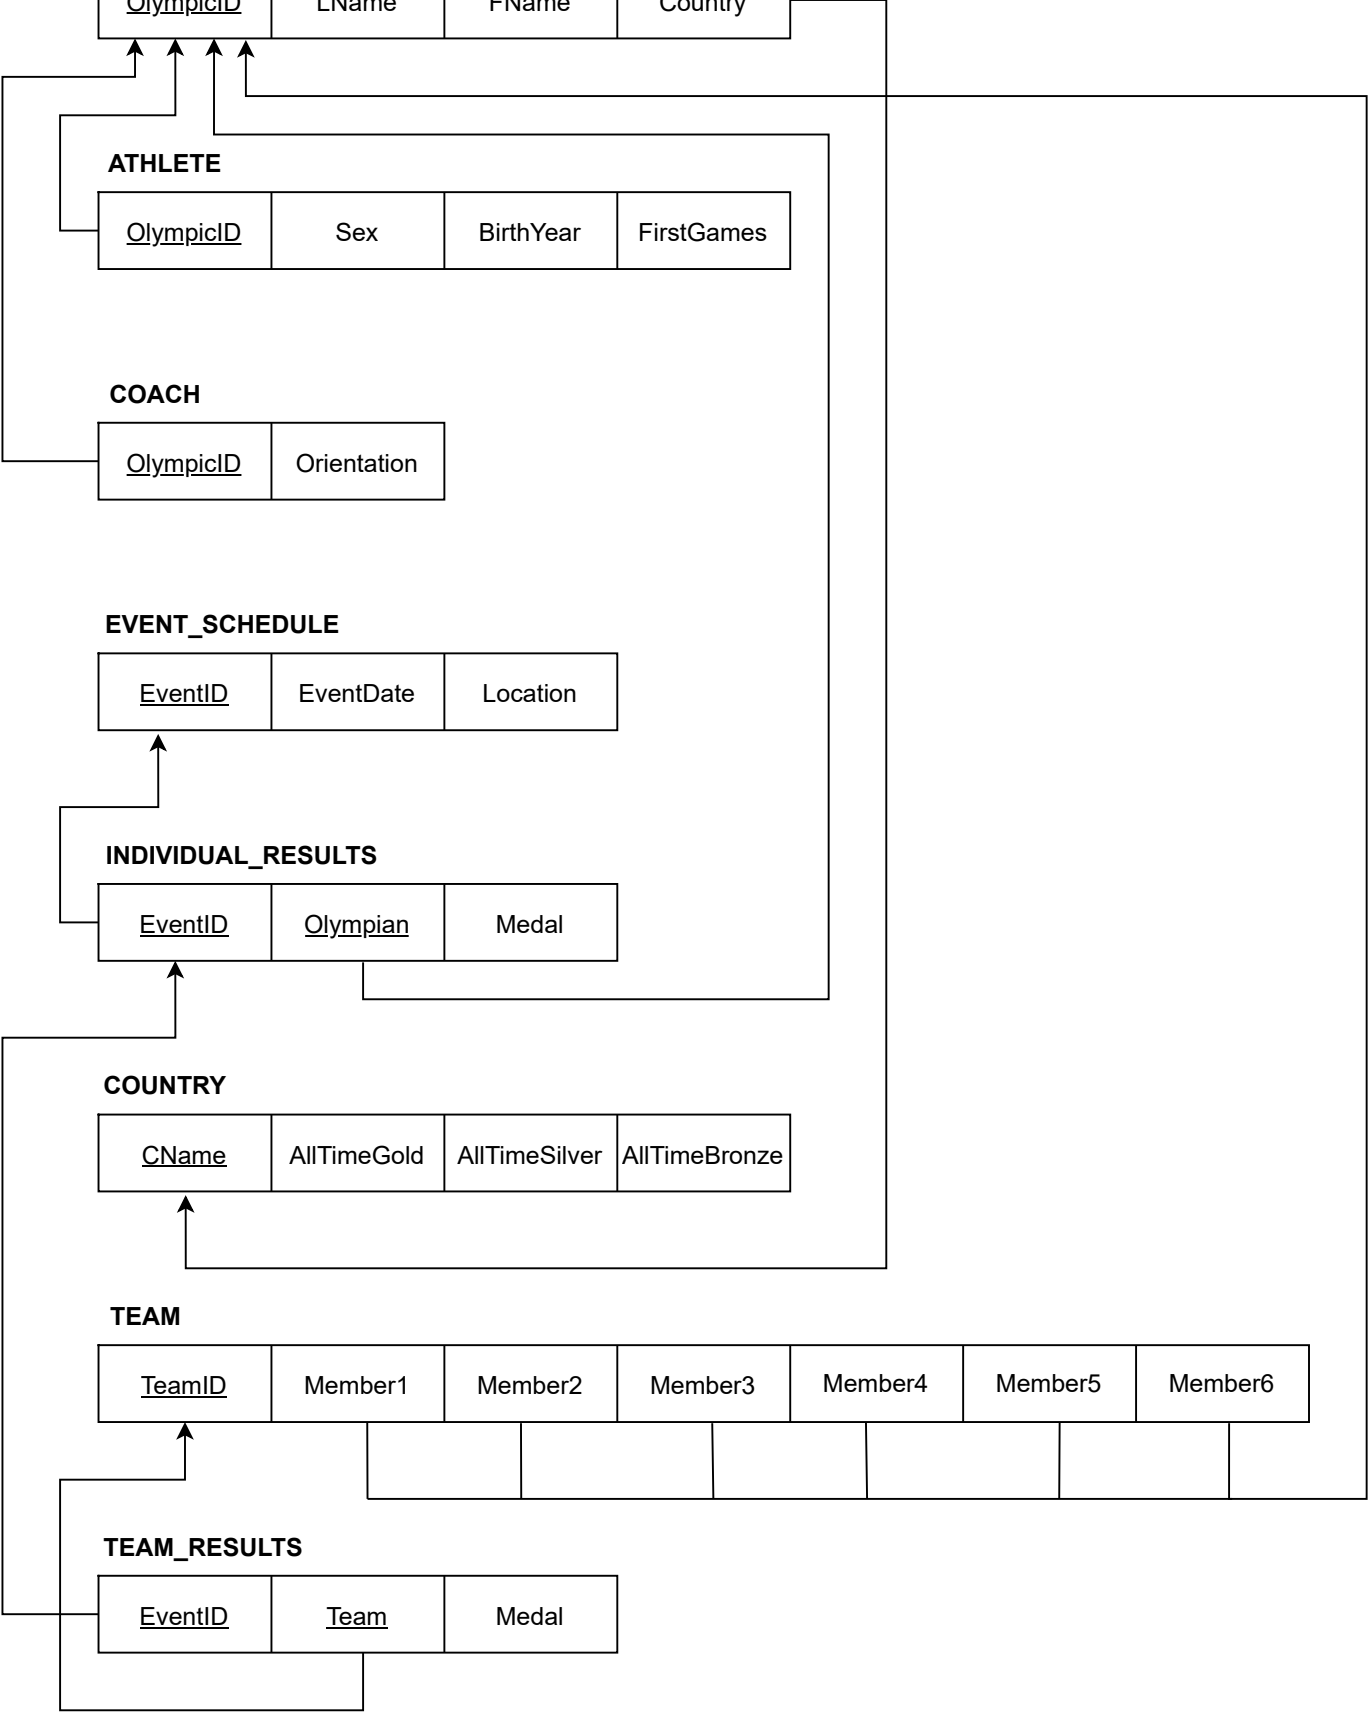 OlympicID LName FName Country
ATHLETE
OlympicID Sex BirthYear FirstGames
COACH
OlympicID Orientation
EVENT_SCHEDULE
EventID EventDate Location
INDIVIDUAL_RESULTS
EventID Olympian Medal
COUNTRY
CName AllTimeGold AllTimeSilver AllTimeBronze
TEAM
TeamID Member1 Member2 Member3 Member4 Member5 Member6
TEAM_RESULTS
EventID Team Medal